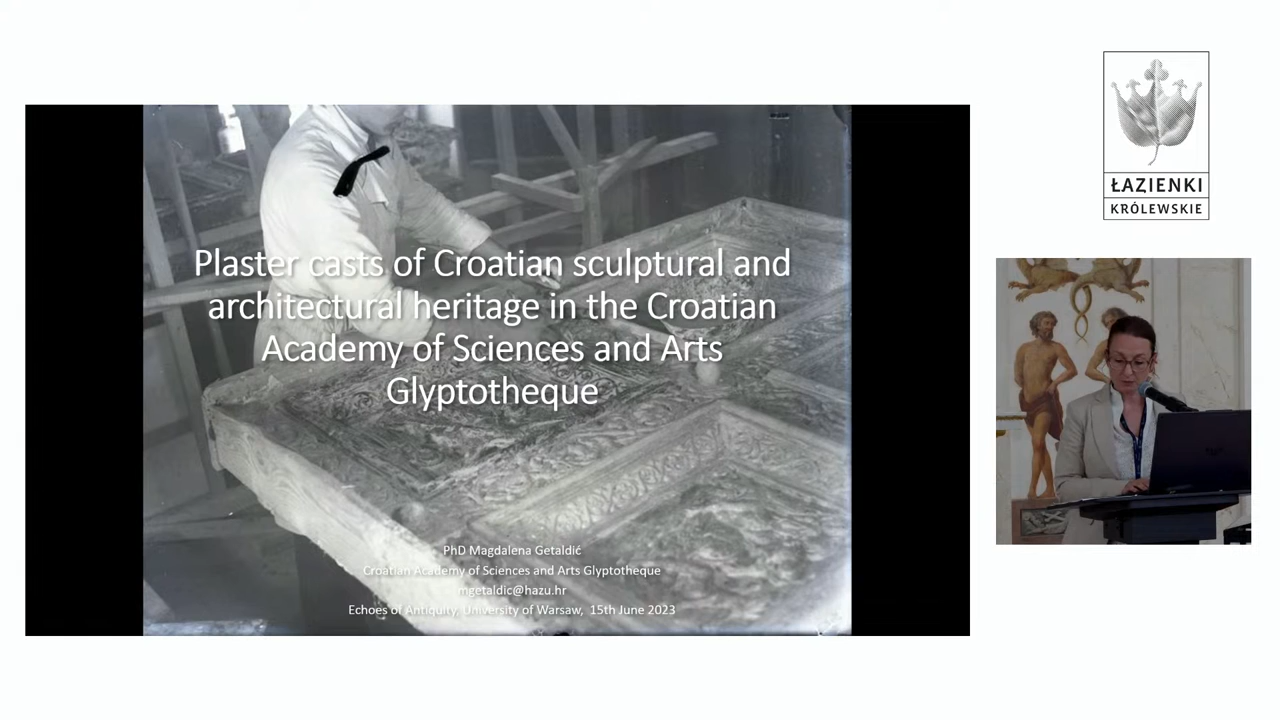 ŁAZIENKI
KRÓLEWSKIE
Plaster casts of Croatian sculptural and
architectural heritage in the Croatian
Academy of Sciences and Arts
Glyptotheque
PhD Magdalena Getaldić
Croatian Academy of Sciences and Arts Glyptotheque
mgetaldic@hazu.hr
Echoes of Antiquity, University of Warsaw, 15th June 2023